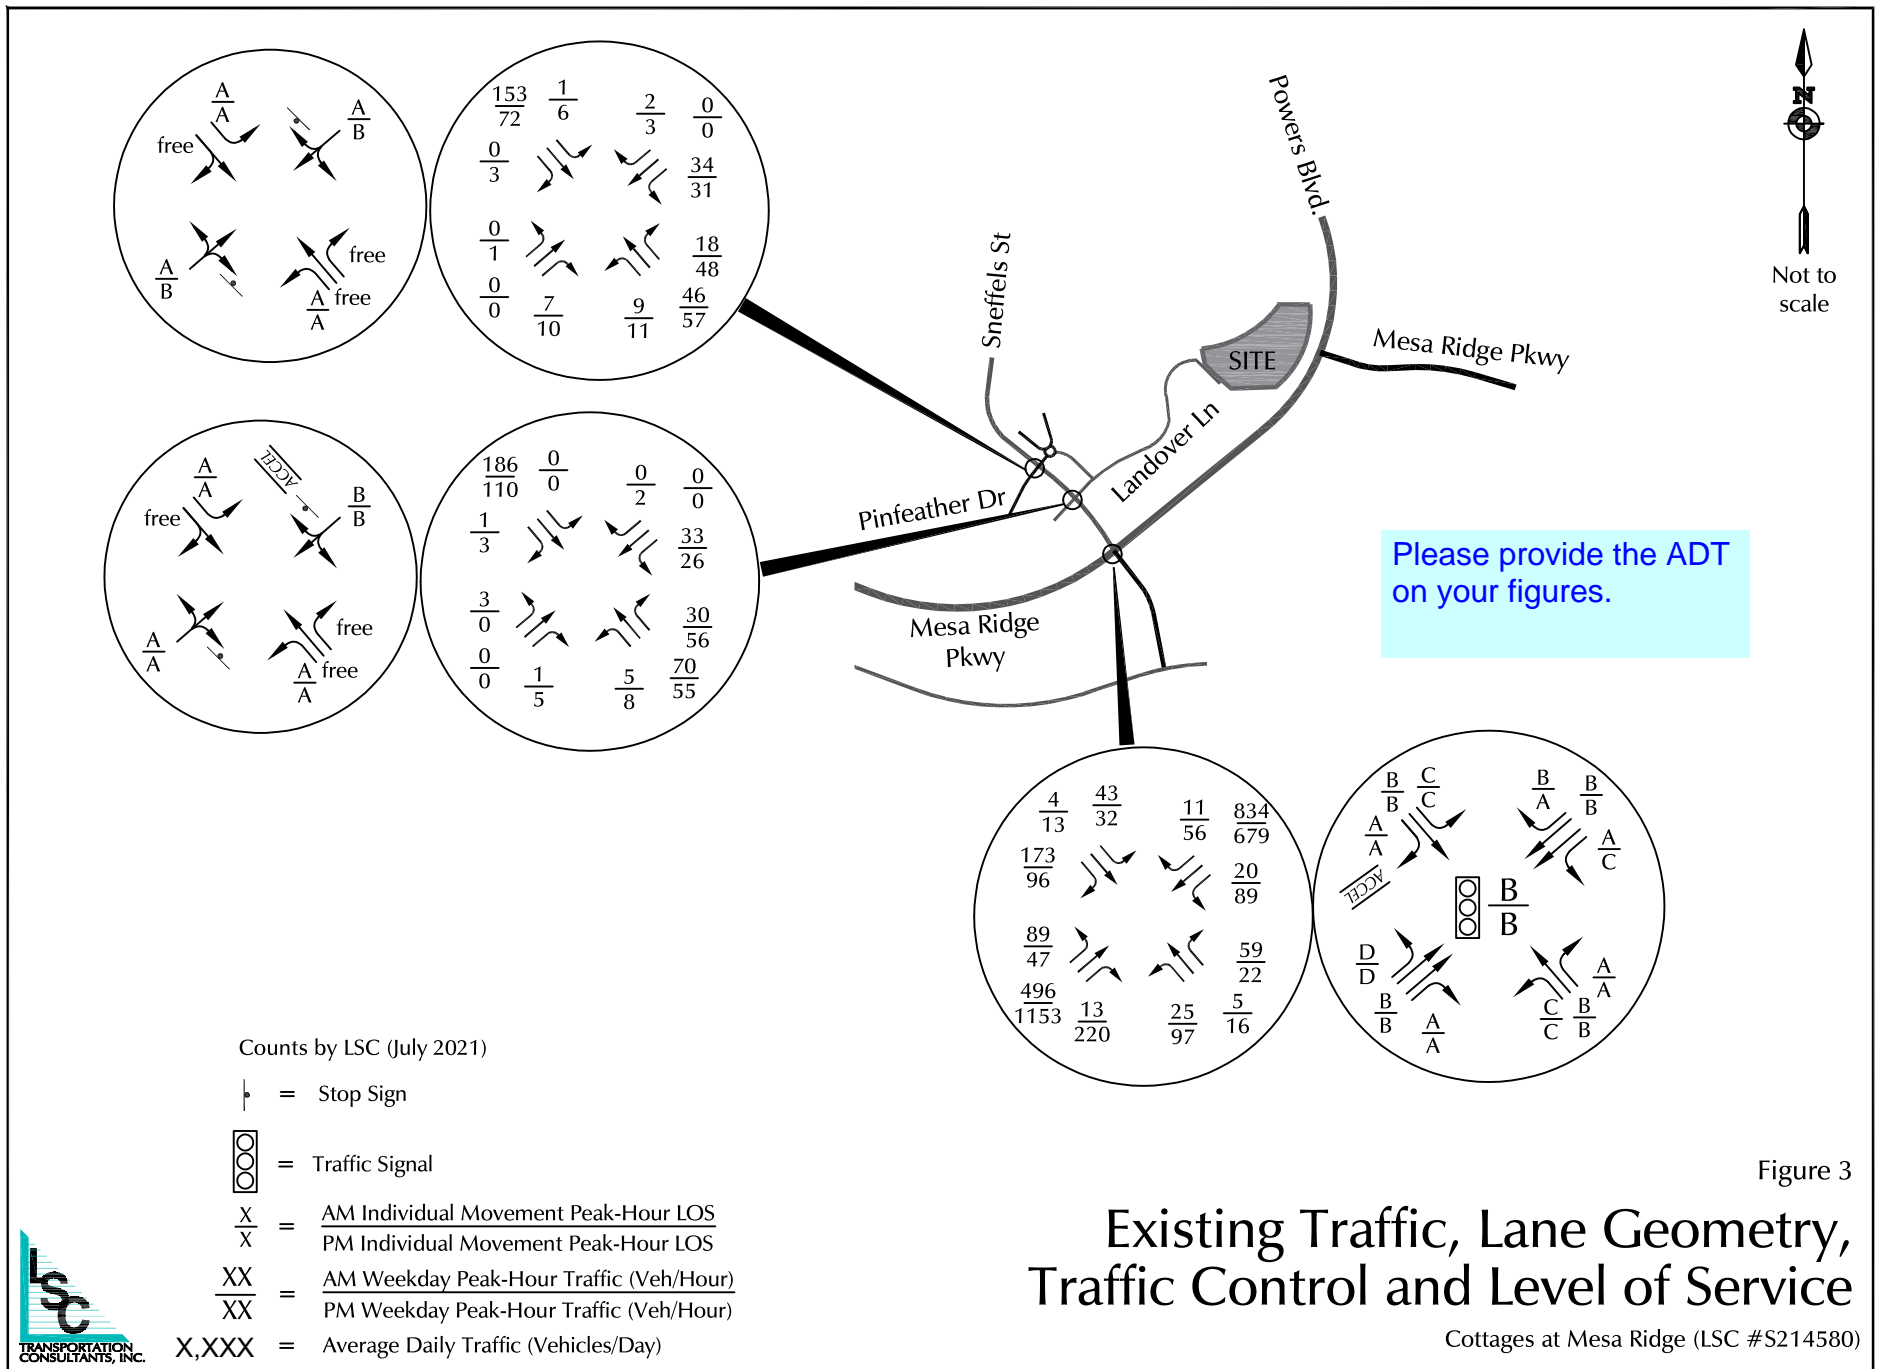 A
A
free
A
B
A
B
free
free
A
A
153
72
1
6
2
3
0
0
0
3
34
31
0
1
18
48
0
0
7
10
9
11
46
57
Sneffels St
Powers Blvd.
N
Not to
scale
SITE
Mesa Ridge Pkwy
Landover Ln
Pinfeather Dr
Mesa Ridge
Pkwy
Please provide the ADT
on your figures.
A
A
ACCEL
free
B
B
A
A
free
free
A
A
186
110
0
0
0
2
0
0
1
3
33
26
3
0
30
56
0
0
1
5
5
8
70
55
4
13
43
32
11
56
834
679
173
96
20
89
89
47
59
22
496
1153
13
220
25
97
5
16
B
B
C
C
B
A
B
B
A
A
A
C
ACCEL
B
B
D
D
A
A
B
B
A
A
C
C
B
B
Counts by LSC (July 2021)
= Stop Sign
= Traffic Signal
X
X
=
AM Individual Movement Peak-Hour LOS
PM Individual Movement Peak-Hour LOS
XX
XX
=
AM Weekday Peak-Hour Traffic (Veh/Hour)
PM Weekday Peak-Hour Traffic (Veh/Hour)
X,XXX = Average Daily Traffic (Vehicles/Day)
LSC
TRANSPORTATION
CONSULTANTS, INC.
Figure 3
Existing Traffic, Lane Geometry,
Traffic Control and Level of Service
Cottages at Mesa Ridge (LSC #S214580)